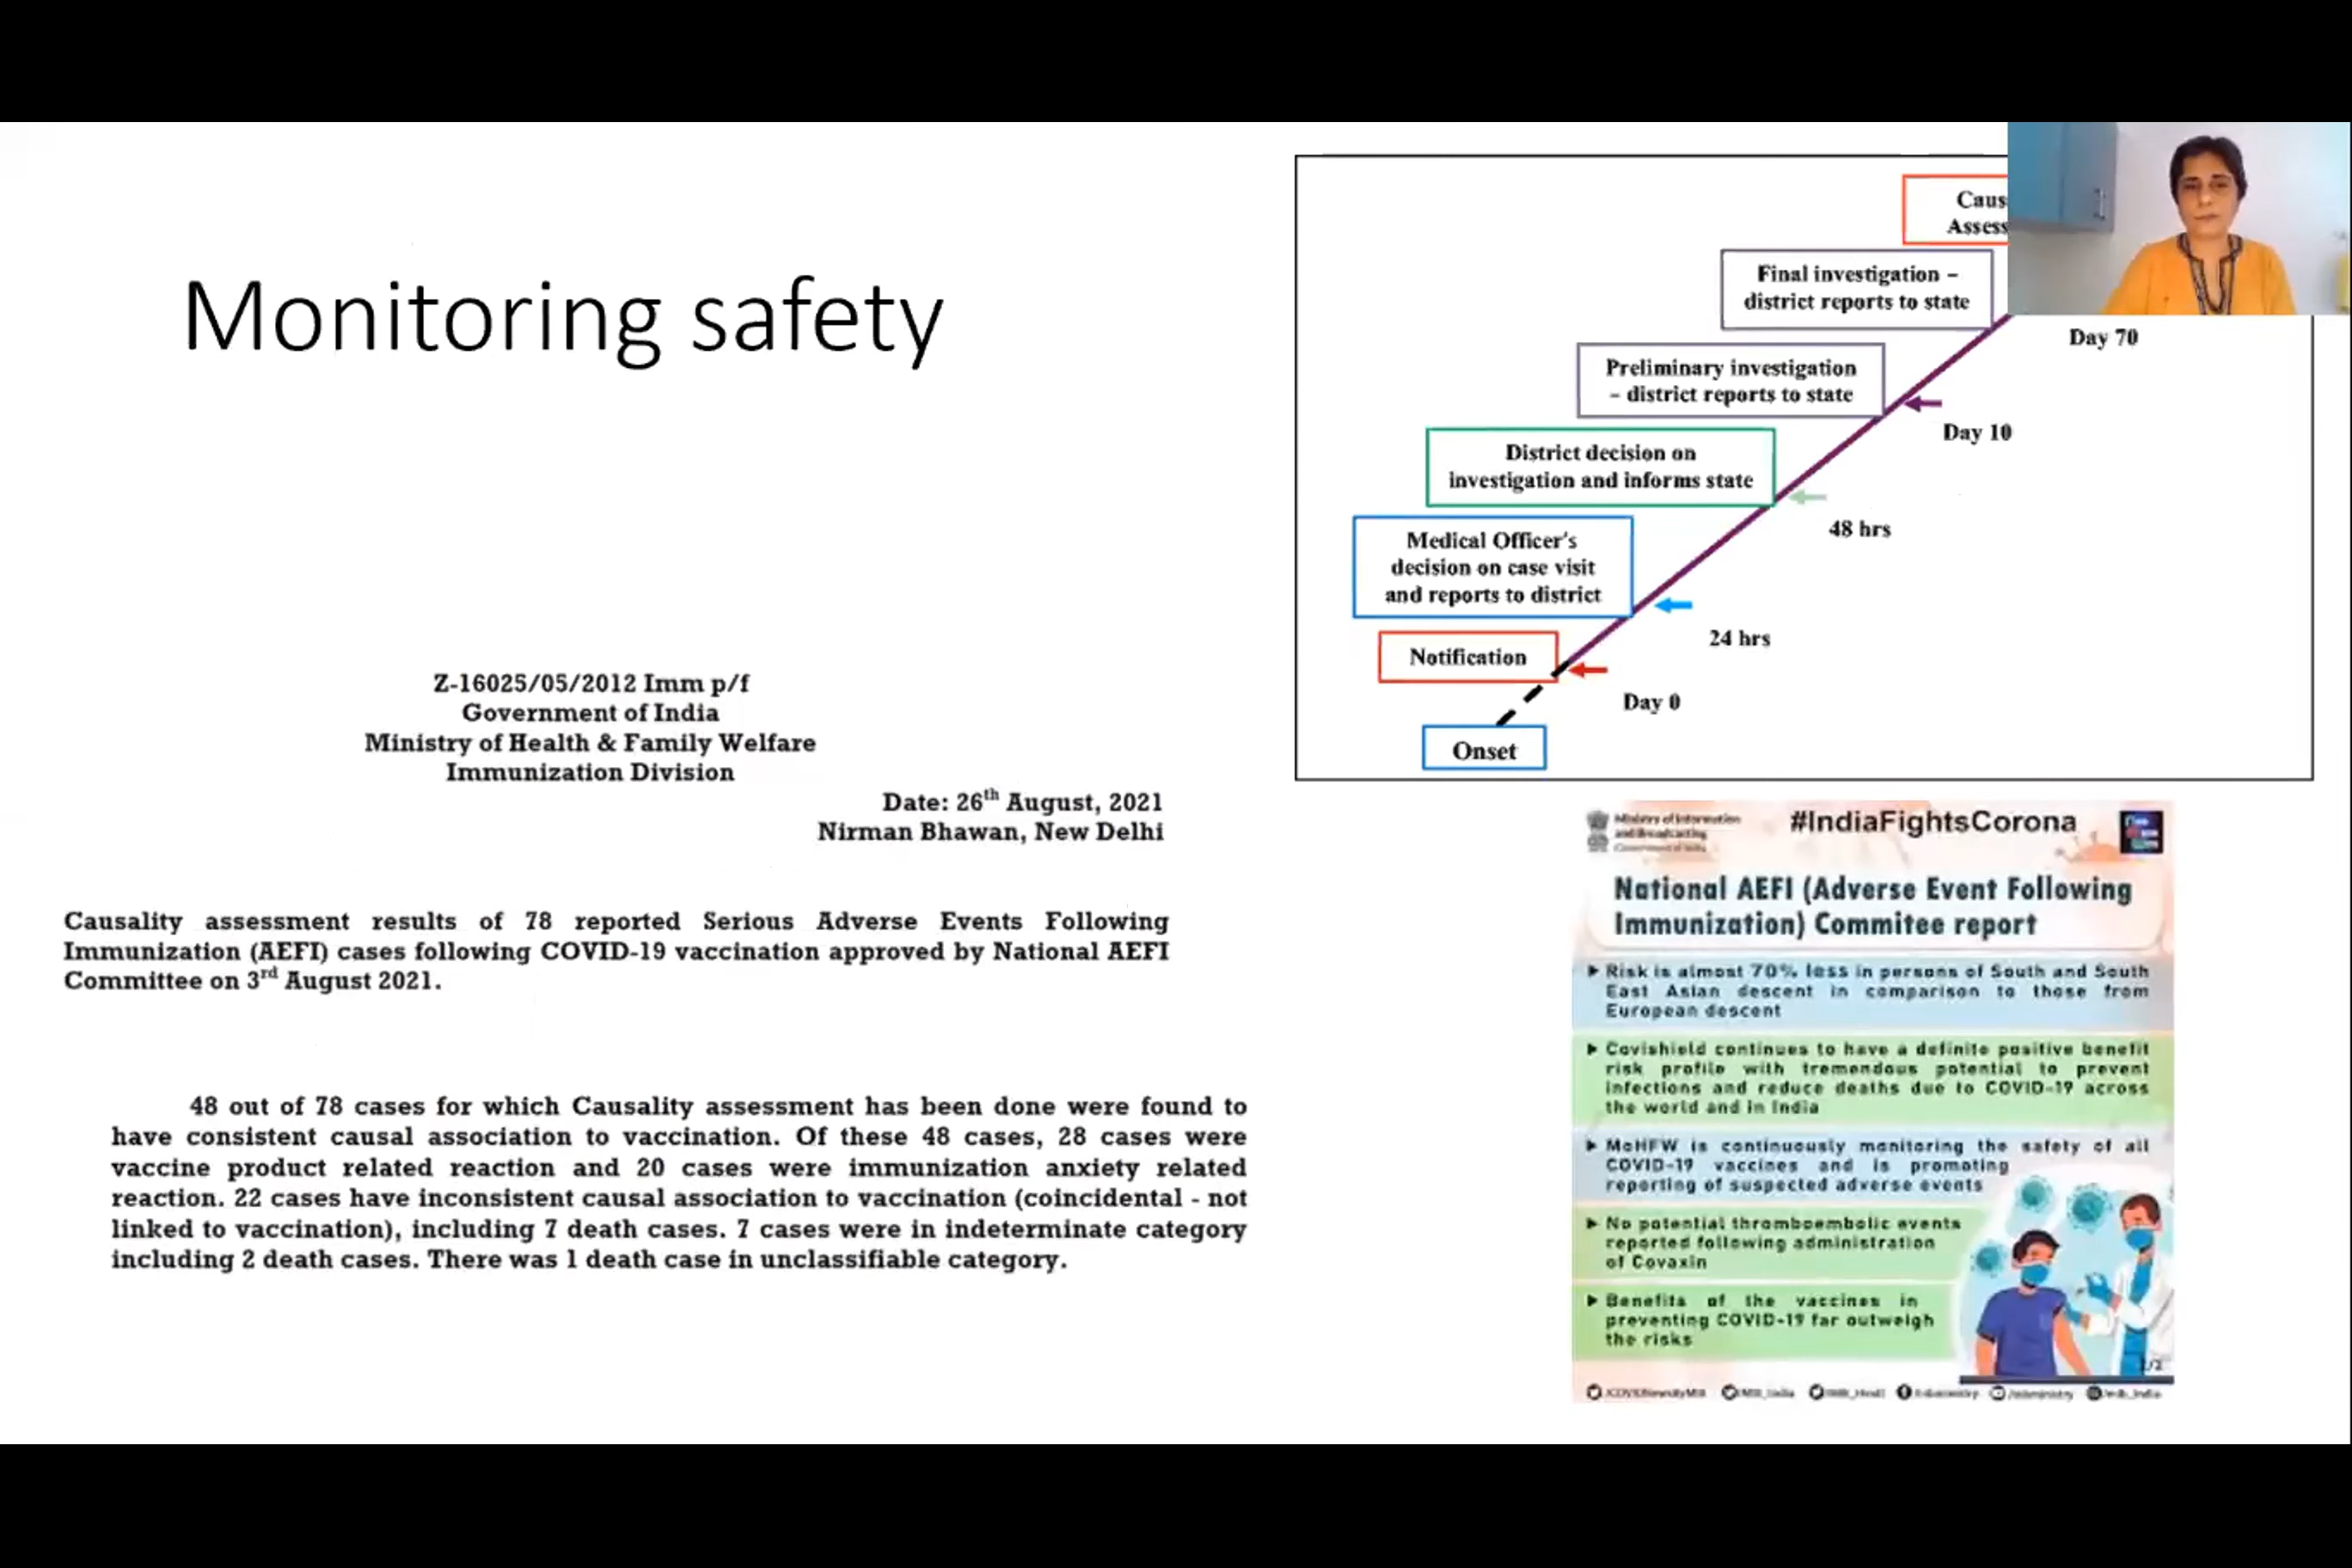 Monitoring safety
Z-16025/05/2012 Imm p/f
Government of India
Ministry of Health & Family Welfare
Immunization Division
Date: 26th August, 2021
Nirman Bhawan, New Delhi
Causality assessment results of 78 reported Serious Adverse Events Following
Immunization (AEFI) cases following COVID-19 vaccination approved by National AEFI
Committee on 3rd August 2021.
48 out of 78 cases for which Causality assessment has been done were found to
have consistent causal association to vaccination. Of these 48 cases, 28 cases were
vaccine product related reaction and 20 cases were immunization anxiety related
reaction. 22 cases have inconsistent causal association to vaccination (coincidental - not
linked to vaccination), including 7 death cases. 7 cases were in indeterminate category
including 2 death cases. There was 1 death case in unclassifiable category.
Caus
Assess
Final investigation –
district reports to state
Day 70
Preliminary investigation
– district reports to state
Day 10
District decision on
investigation and informs state
48 hrs
Medical Officer's
decision on case visit
and reports to district
24 hrs
Notification
Day 0
Onset
Ministry of Information
and Broadcasting
Government of India
#IndiaFightsCorona
National AEFI (Adverse Event Following
Immunization) Commitee report
Risk is almost 70% less in persons of South and South
East Asian descent in comparison to those from
European descent
Covishield continues to have a definite positive benefit
risk profile with tremendous potential to prevent
infections and reduce deaths due to COVID-19 across
the world and in India
MoHFW is continuously monitoring the safety of all
COVID-19 vaccines and is promoting
reporting of suspected adverse events
No potential thromboembolic events
reported following administration
of Covaxin
Benefits of the vaccines in
preventing COVID-19 far outweigh
the risks